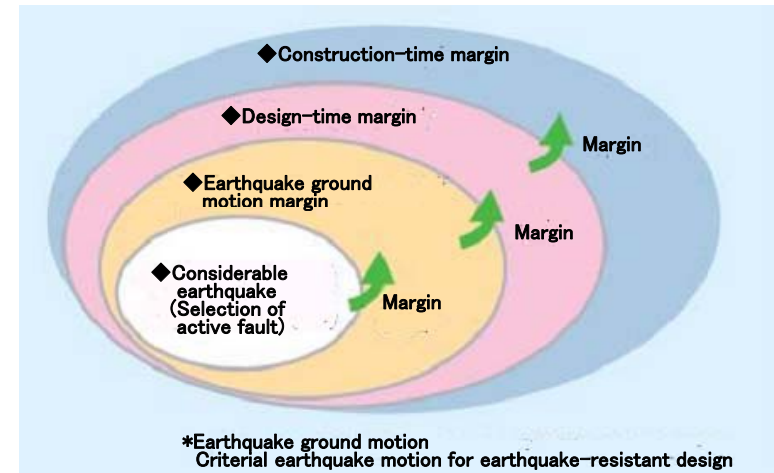 ◆Construction-time margin
◆Design-time margin
Margin
◆Earthquake ground
motion margin
Margin
◆Considerable
earthquake
(Selection of
active fault)
Margin
*Earthquake ground motion
Criterial earthquake motion for earthquake-resistant design